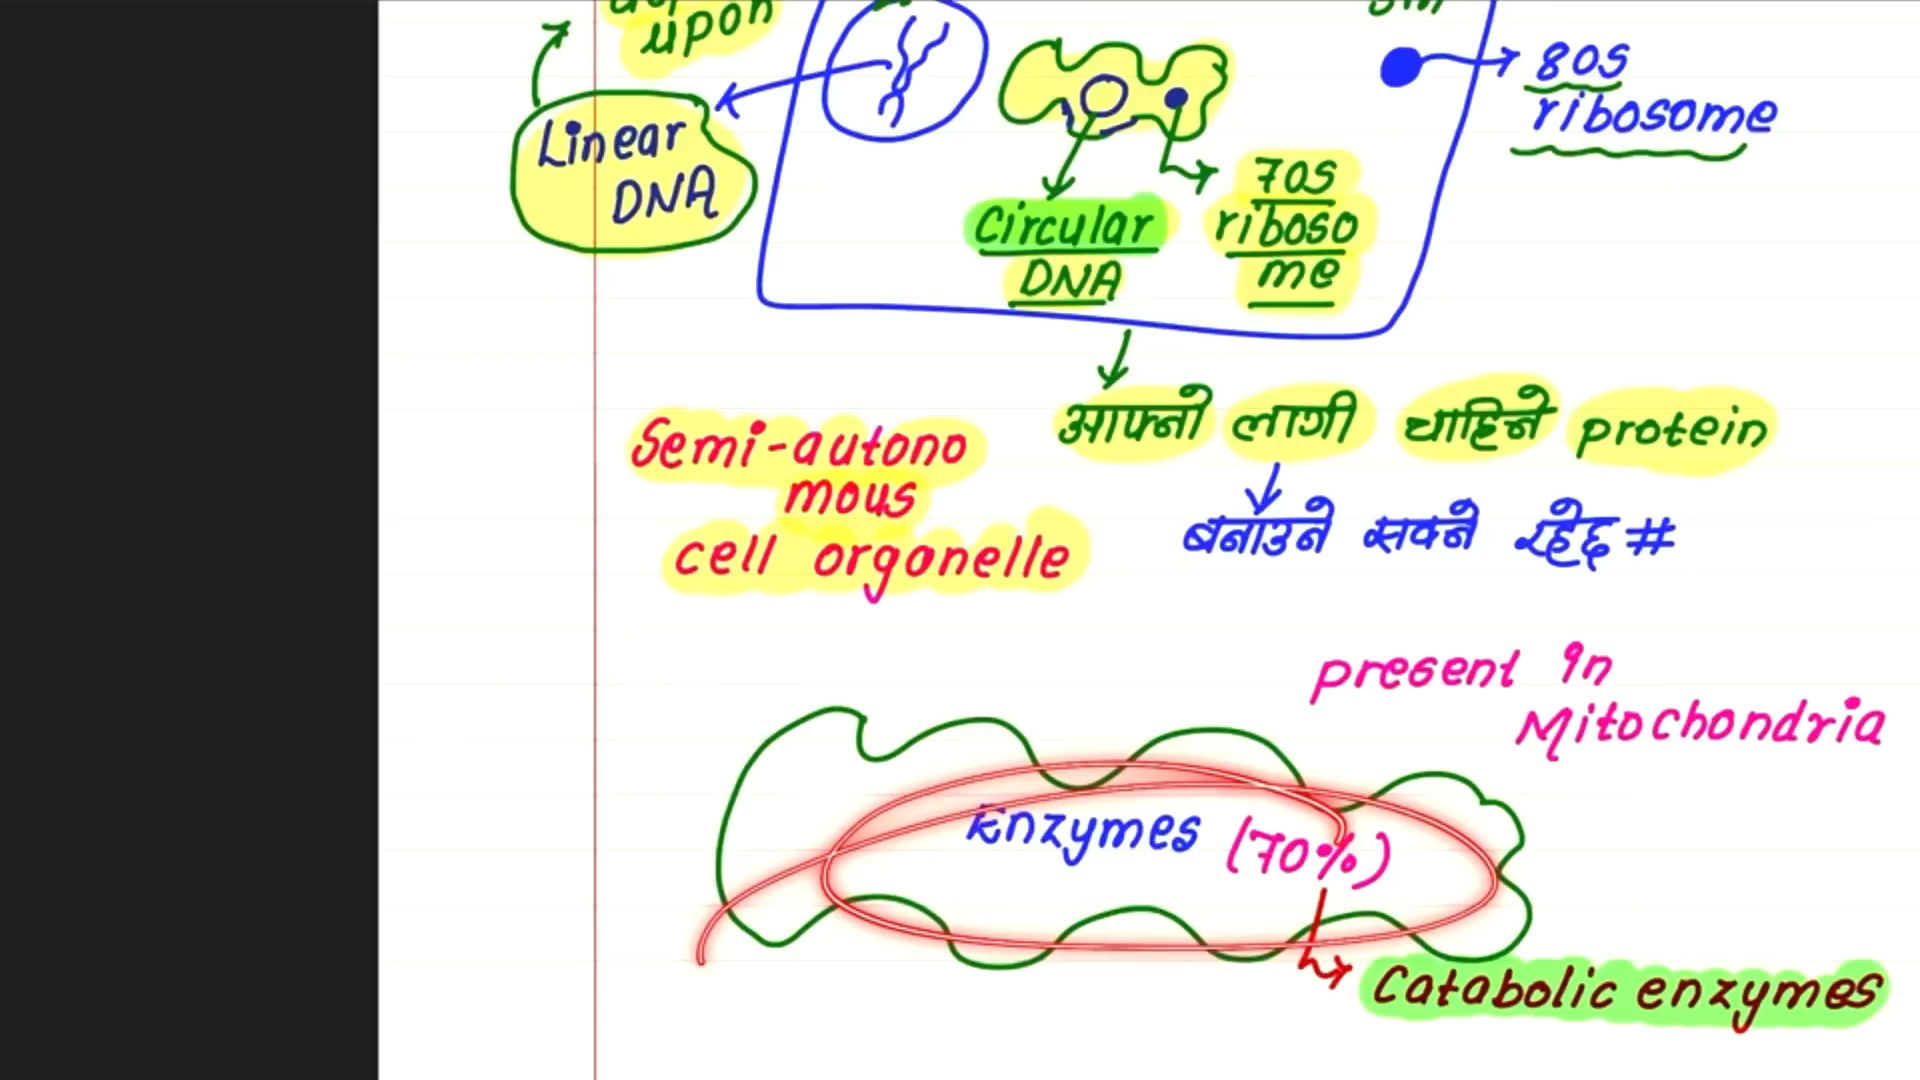 upon
80s
ribosome
Linear
DNA
70s
riboso
me
Circular
DNA
आफ्नो लागी चाहिने protein
बनाउने सक्ने रहेछ #
Semi-autono
mous
cell organelle
present in
Mitochondria
Enzymes (70%)
Catabolic enzymes